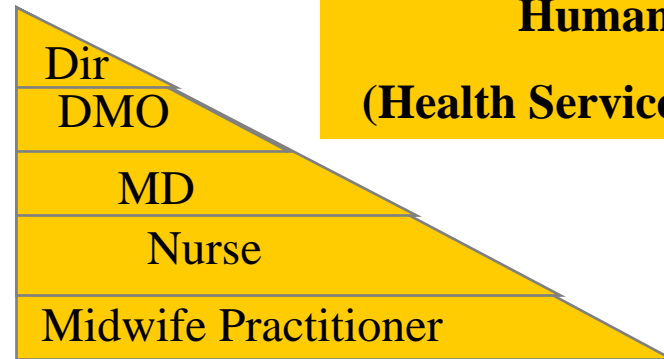 Human
(Health Service
Dir
DMO
MD
Nurse
Midwife Practitioner